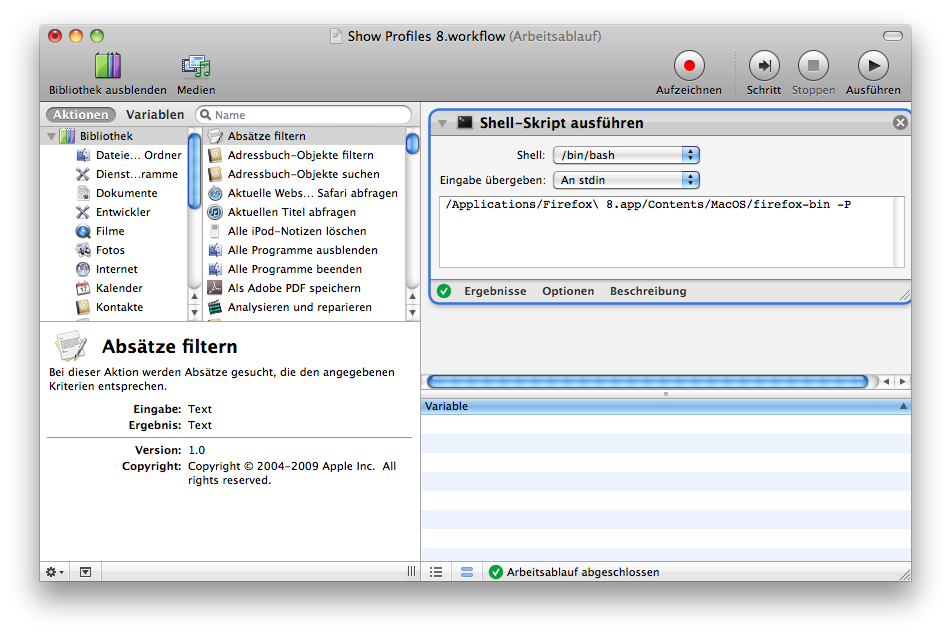 Show Profiles 8.workflow (Arbeitsablauf)
Bibliothek ausblenden
Medien
Aufzeichnen
Schritt
Stoppen
Ausführen
Aktionen
Variablen
Name
Bibliothek
Dateie… Ordner
Dienst…ramme
Dokumente
Entwickler
Filme
Fotos
Internet
Kalender
Kontakte
Absätze filtern
Adressbuch-Objekte filtern
Adressbuch-Objekte suchen
Aktuelle Webs… Safari abfragen
Aktuellen Titel abfragen
Alle iPod-Notizen löschen
Alle Programme ausblenden
Alle Programme beenden
Als Adobe PDF speichern
Analysieren und reparieren
Absätze filtern
Bei dieser Aktion werden Absätze gesucht, die den angegebenen
Kriterien entsprechen.
Eingabe: Text
Ergebnis: Text
Version: 1.0
Copyright: Copyright © 2004–2009 Apple Inc. All
rights reserved.
Shell-Skript ausführen
Shell: /bin/bash
Eingabe übergeben: An stdin
/Applications/Firefox\ 8.app/Contents/MacOS/firefox-bin -P
Ergebnisse
Optionen
Beschreibung
Variable
Arbeitsablauf abgeschlossen